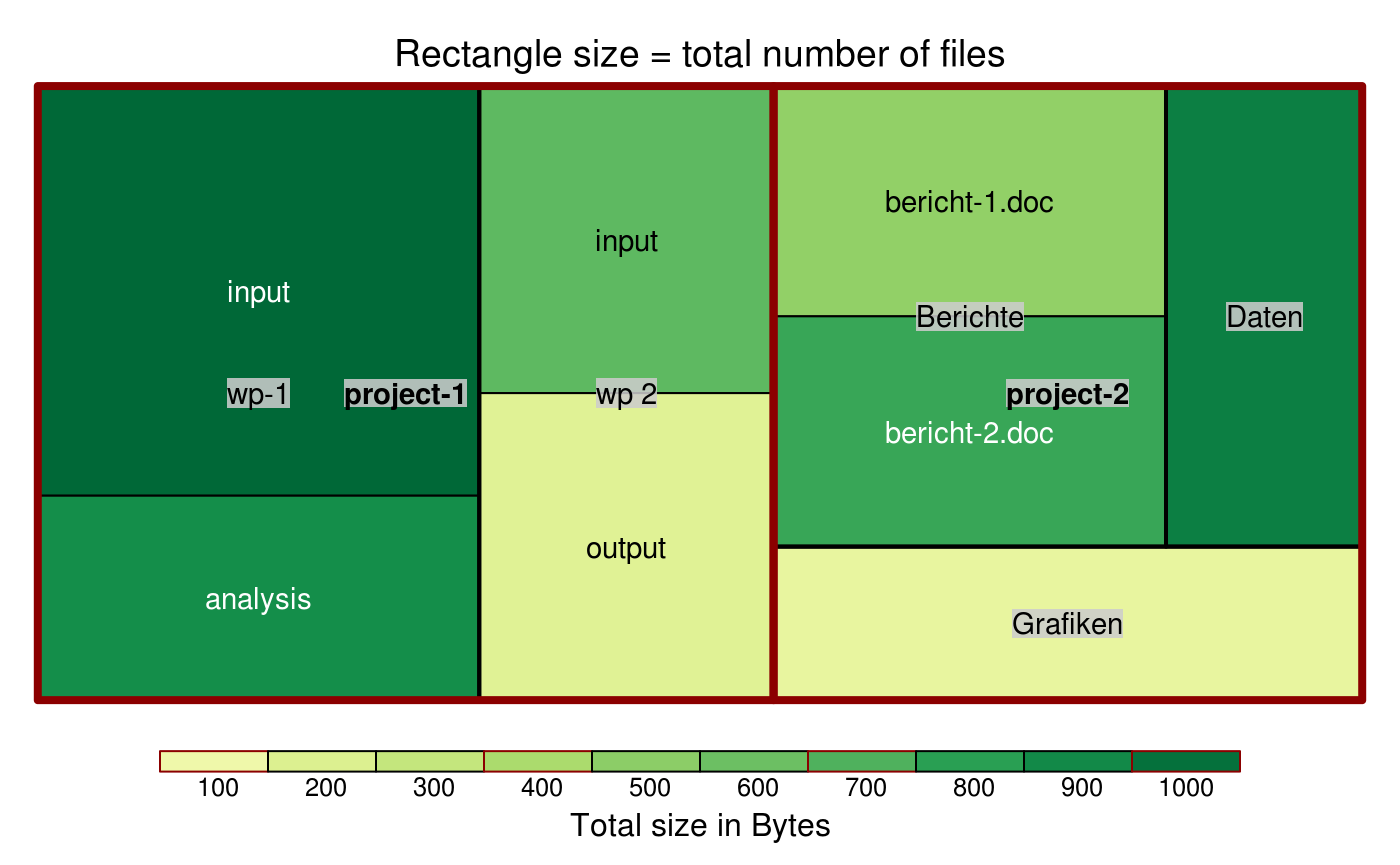 Rectangle size = total number of files
input
wp-1
project-1
analysis
input
wp 2
output
bericht-1.doc
Berichte
project-2
bericht-2.doc
Daten
Grafiken
100 200 300 400 500 600 700 800 900 1000
Total size in Bytes